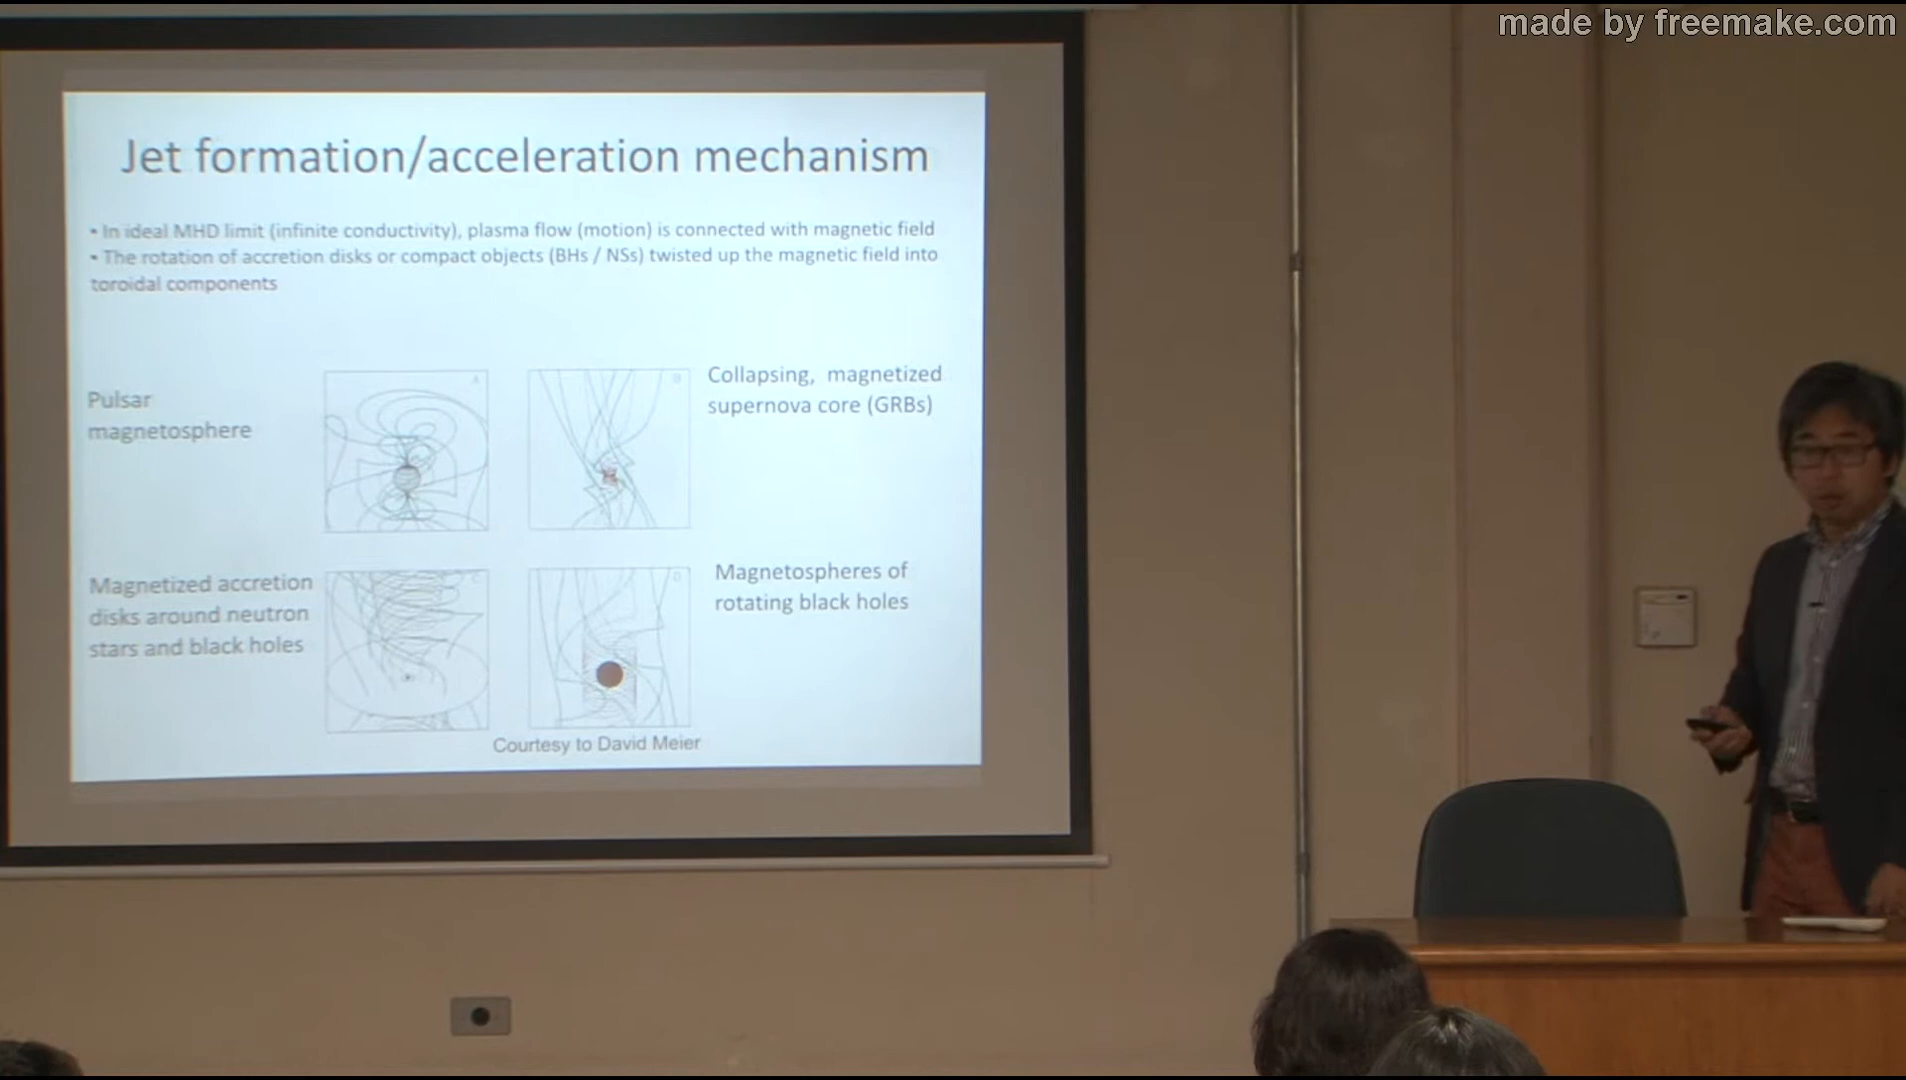 made by freemake.com
Jet formation/acceleration mechanism
• In ideal MHD limit (infinite conductivity), plasma flow (motion) is connected with magnetic field
• The rotation of accretion disks or compact objects (BHs / NSs) twisted up the magnetic field into
toroidal components
Pulsar
magnetosphere
A
B
Collapsing, magnetized
supernova core (GRBs)
Magnetized accretion
disks around neutron
stars and black holes
C
D
Magnetospheres of
rotating black holes
Courtesy to David Meier